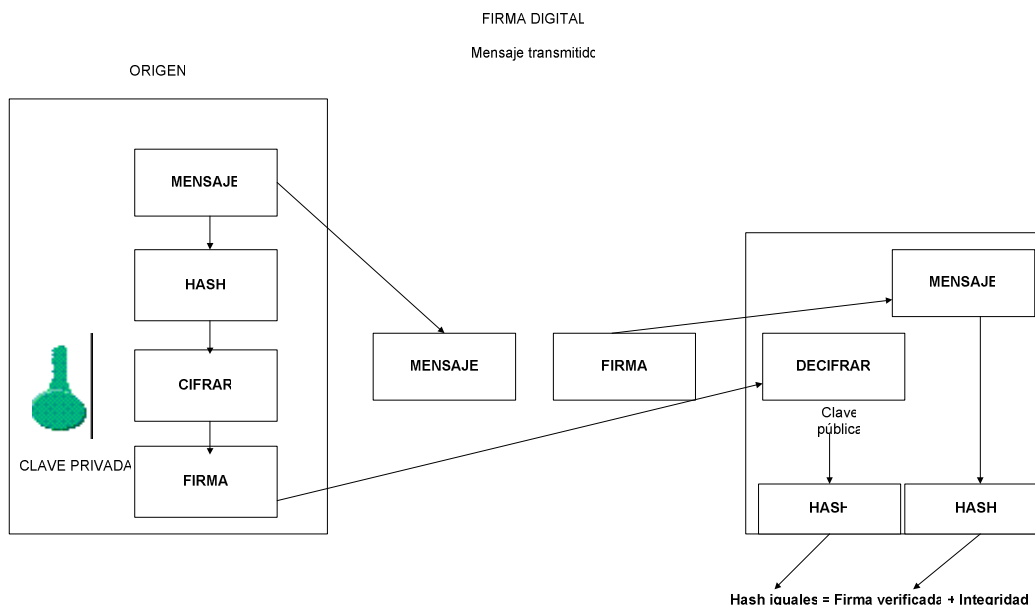 FIRMA DIGITAL
Mensaje transmitido
ORIGEN
MENSAJE
HASH
CIFRAR
CLAVE PRIVADA
FIRMA
MENSAJE
FIRMA
MENSAJE
DECIFRAR
Clave
pública
HASH
HASH
Hash iguales = Firma verificada + Integridad